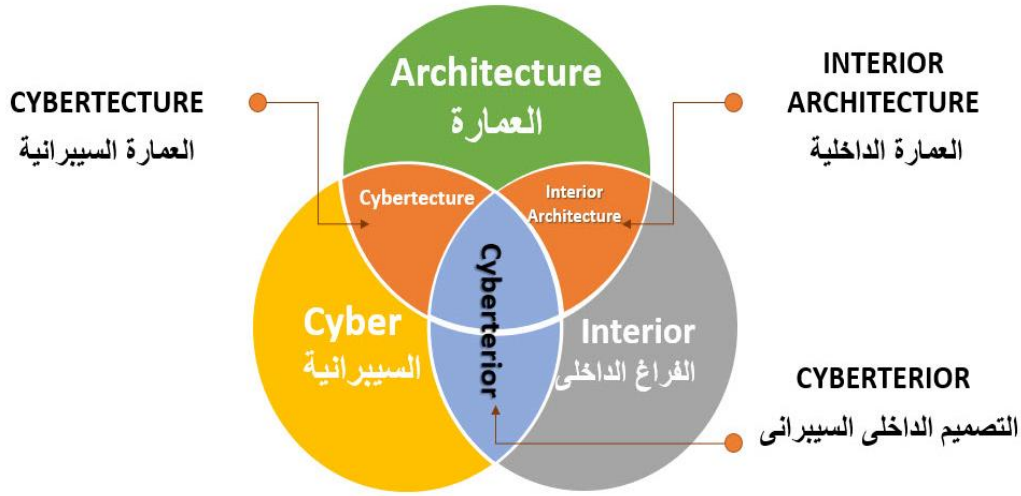 Architecture
العمارة
CYBERTECTURE
العمارة السيبرانية
INTERIOR
ARCHITECTURE
العمارة الداخلية
Cybertecture
Interior
Architecture
Cyberterior
Cyber
السيبرانية
Interior
الفراغ الداخلى
CYBERTERIOR
التصميم الداخلى السيبرانى